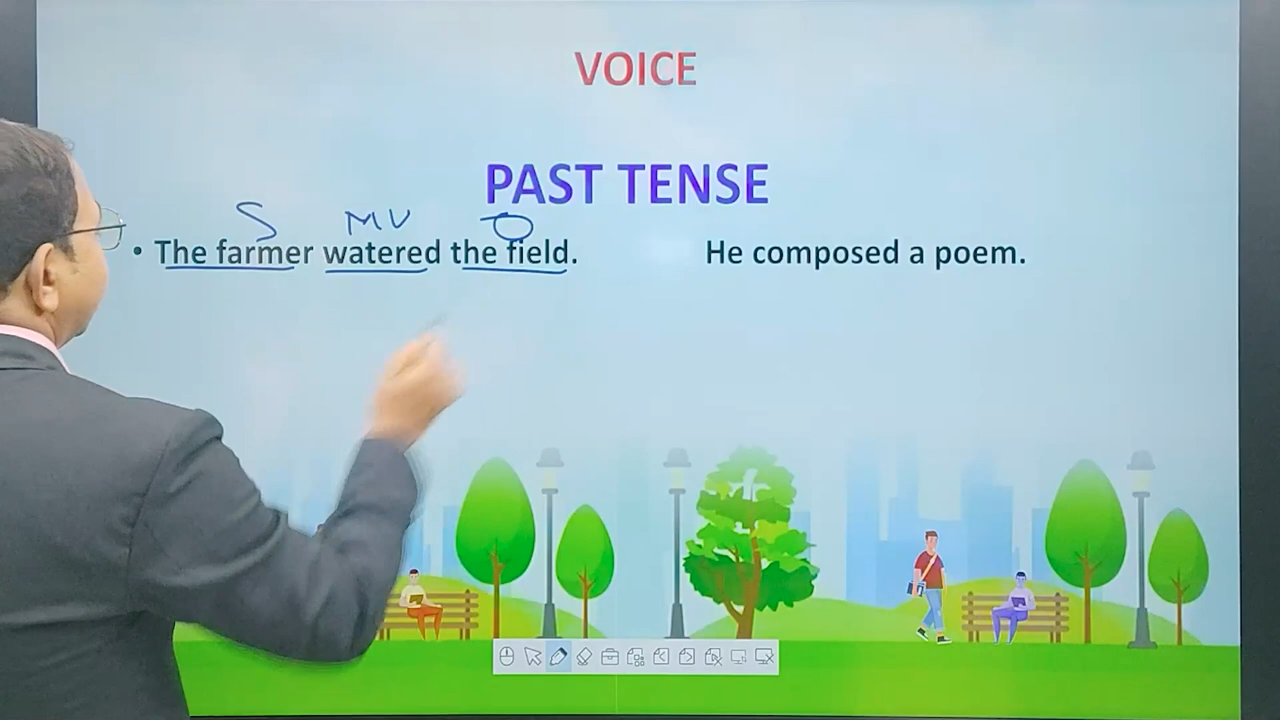 VOICE
PAST TENSE
S MV O
• The farmer watered the field. He composed a poem.